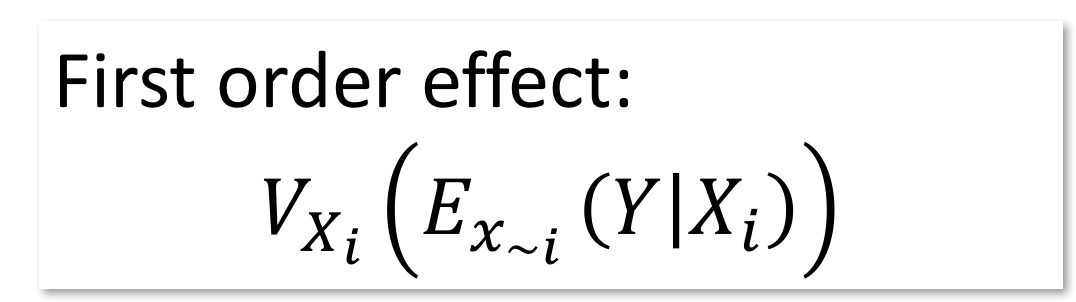 First order effect:
V_{X_i} (E_{x_{~i}} (Y|X_i))